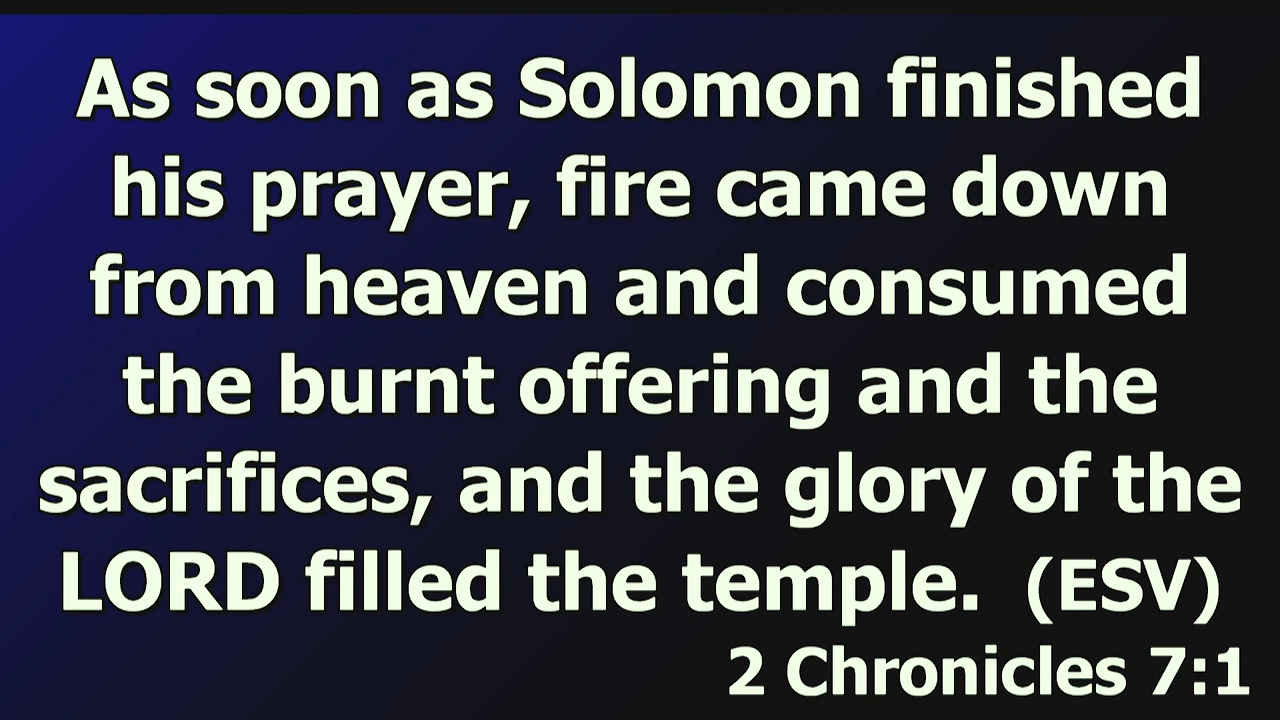 As soon as Solomon finished
his prayer, fire came down
from heaven and consumed
the burnt offering and the
sacrifices, and the glory of the
LORD filled the temple. (ESV)
2 Chronicles 7:1